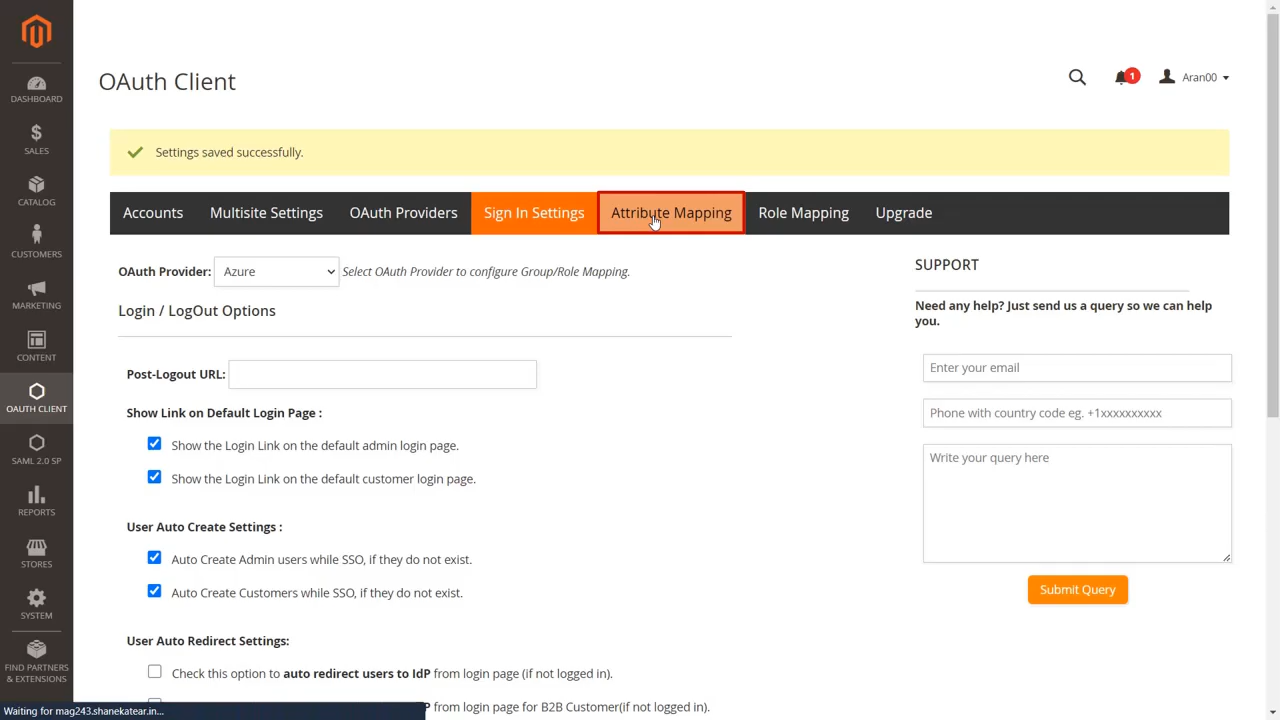 OAuth Client
1
Aran00
Settings saved successfully.
Accounts
Multisite Settings
OAuth Providers
Sign In Settings
Attribute Mapping
Role Mapping
Upgrade
DASHBOARD
SALES
CATALOG
CUSTOMERS
MARKETING
CONTENT
OAUTH CLIENT
SAML 2.0 SP
REPORTS
STORES
SYSTEM
FIND PARTNERS
& EXTENSIONS
OAuth Provider: Azure Select OAuth Provider to configure Group/Role Mapping.
Login / LogOut Options
Post-Logout URL:
Show Link on Default Login Page :
Show the Login Link on the default admin login page.
Show the Login Link on the default customer login page.
User Auto Create Settings :
Auto Create Admin users while SSO, if they do not exist.
Auto Create Customers while SSO, if they do not exist.
User Auto Redirect Settings:
Check this option to auto redirect users to IdP from login page (if not logged in).
from login page for B2B Customer(if not logged in).
SUPPORT
Need any help? Just send us a query so we can help
you.
Enter your email
Phone with country code eg. +1xxxxxxxxxx
Write your query here
Submit Query
Waiting for mag243.shanekatear.in...